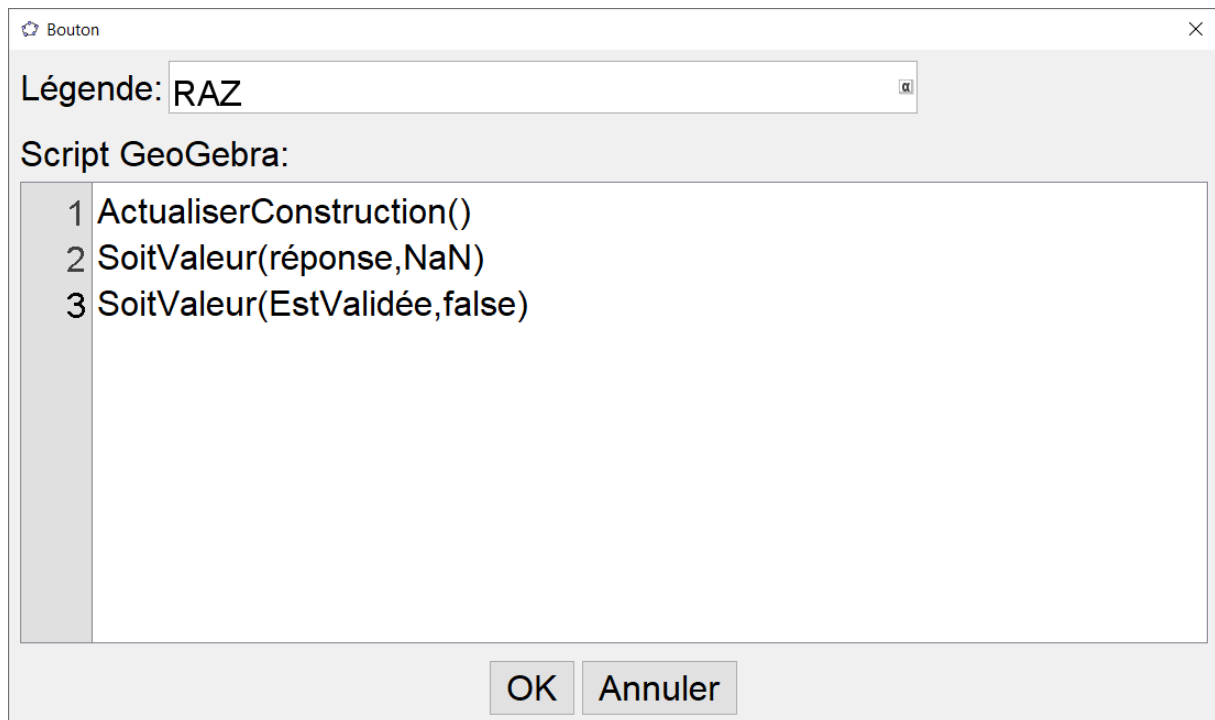 Bouton
Légende: RAZ α
Script GeoGebra:
1 ActualiserConstruction()
2 SoitValeur(réponse,NaN)
3 SoitValeur(EstValidée,false)
OK Annuler